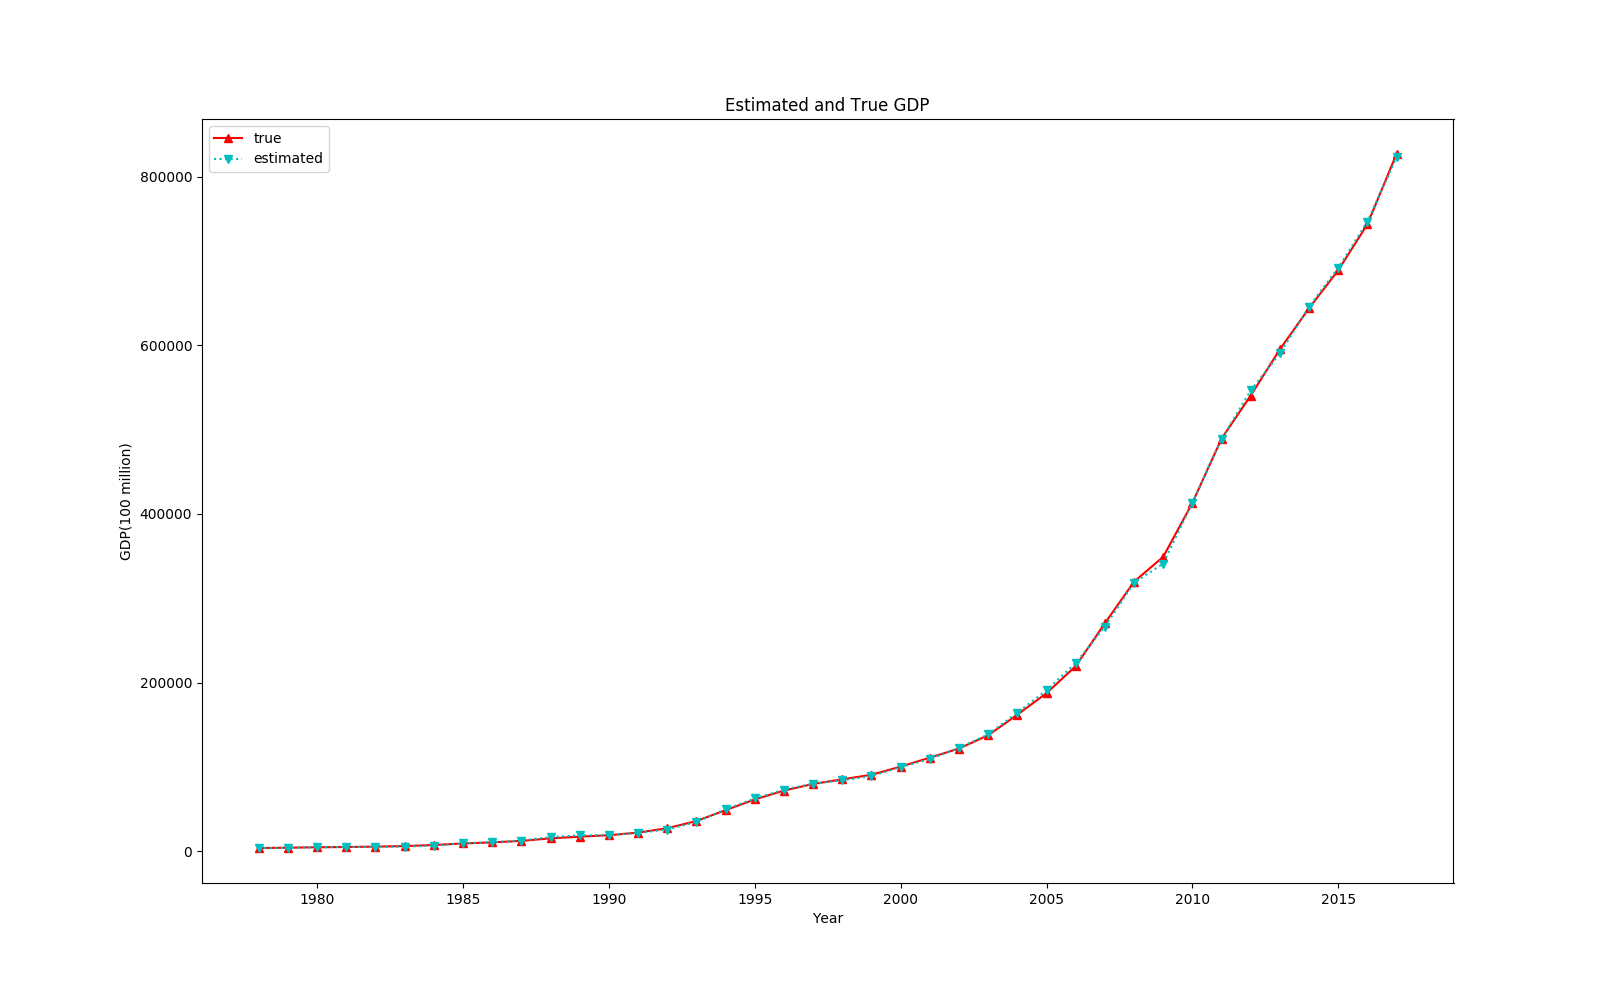 Estimated and True GDP
true
estimated
800000
600000
400000
200000
0
GDP(100 million)
1980 1985 1990 1995 2000 2005 2010 2015
Year